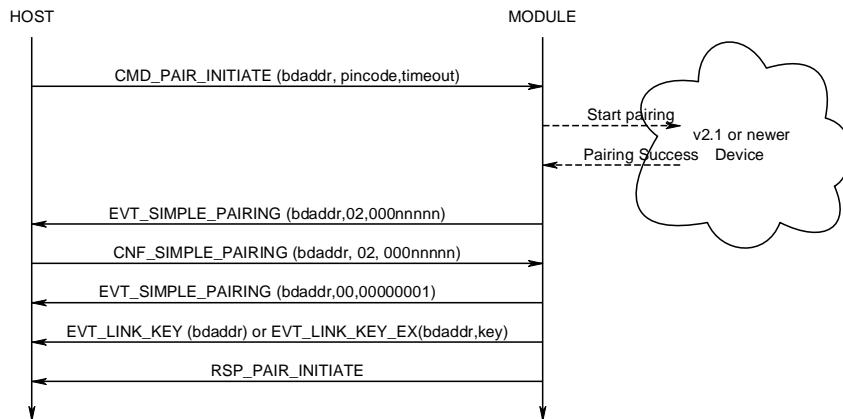 HOST
MODULE
CMD_PAIR_INITIATE (bdaddr, pincode,timeout)
Start pairing
v2.1 or newer
Device
Pairing Success
EVT_SIMPLE_PAIRING (bdaddr,02,000nnnnn)
CNF_SIMPLE_PAIRING (bdaddr, 02, 000nnnnn)
EVT_SIMPLE_PAIRING (bdaddr,00,00000001)
EVT_LINK_KEY (bdaddr) or EVT_LINK_KEY_EX(bdaddr,key)
RSP_PAIR_INITIATE